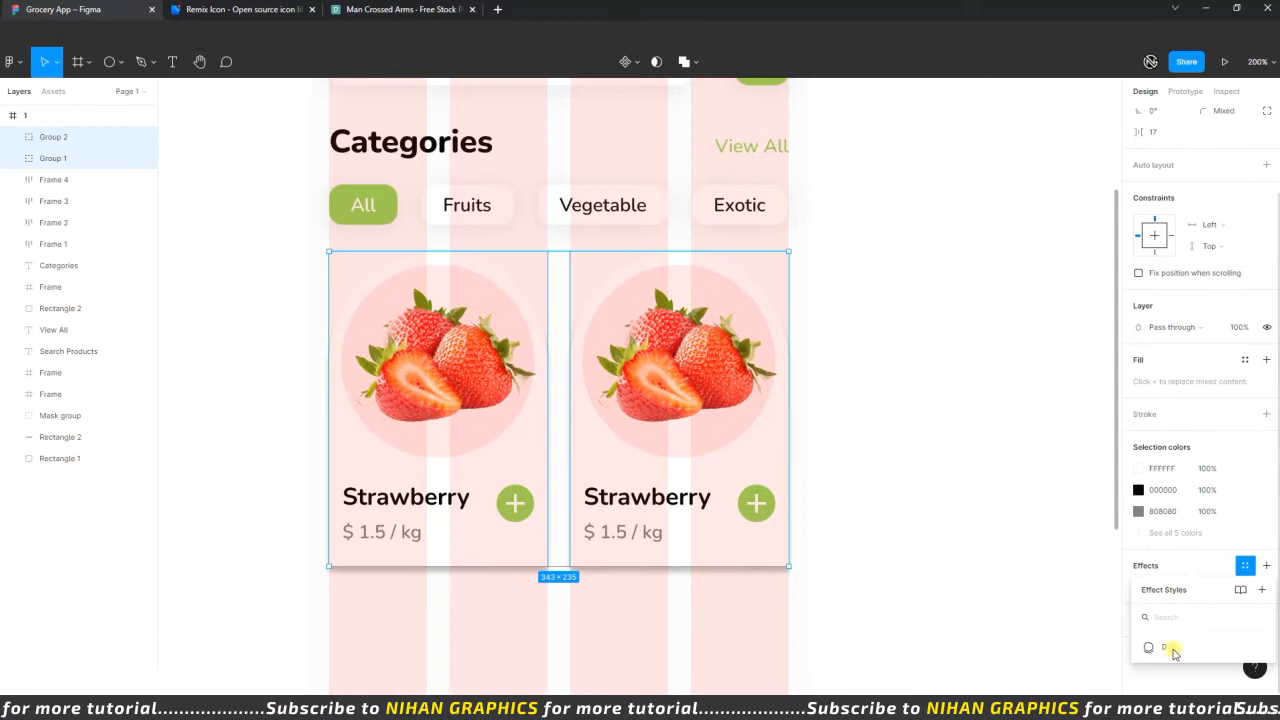 Grocery App – Figma
Remix Icon - Open source icon l
Man Crossed Arms · Free Stock P
Share
200%
Layers
Assets
Page 1
Design
Prototype
Inspect
1
Group 2
Group 1
Frame 4
Frame 3
Frame 2
Frame 1
Categories
Frame
Rectangle 2
View All
Search Products
Frame
Frame
Mask group
Rectangle 2
Rectangle 1
Categories
View All
All
Fruits
Vegetable
Exotic
Strawberry
$ 1.5 / kg
Strawberry
$ 1.5 / kg
343 × 235
0°
Mixed
17
Auto layout
Constraints
Left
Top
Fix position when scrolling
Layer
Pass through
100%
Fill
Click + to replace mixed content.
Stroke
Selection colors
FFFFFF 100%
000000 100%
808080 100%
See all 5 colors
Effects
Effect Styles
Search
?
for more tutorial.....................Subscribe to NIHAN GRAPHICS for more tutorial...................Subscribe to NIHAN GRAPHICS for more tutorial